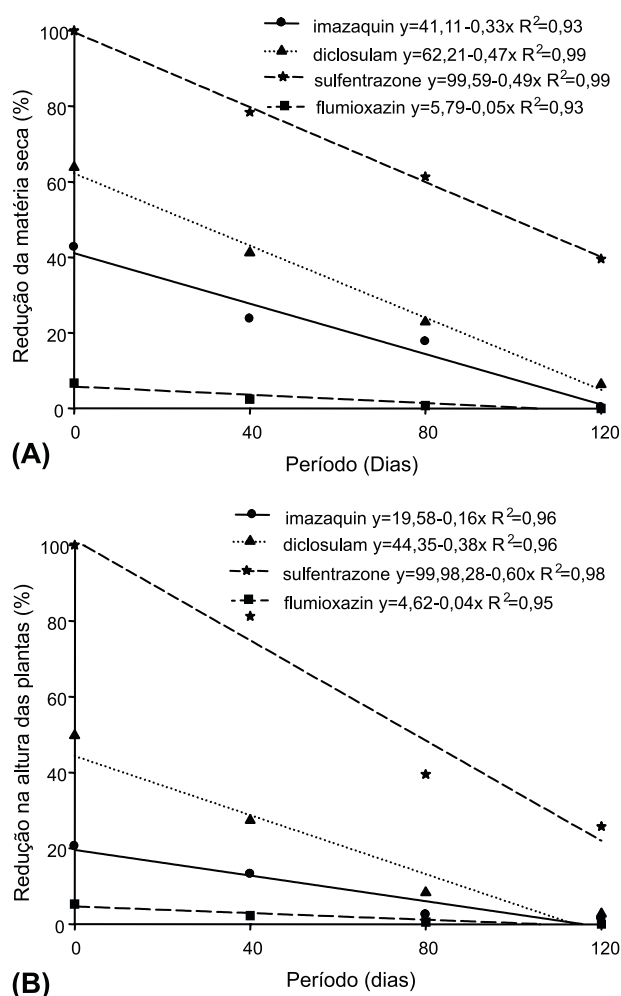 imazaquin y=41,11-0,33x R²=0,93
diclosulam y=62,21-0,47x R²=0,99
sulfentrazone y=99,59-0,49x R²=0,99
flumioxazin y=5,79-0,05x R²=0,93
Redução da matéria seca (%)
100
80
60
40
20
0
0 40 80 120
Período (Dias)
(A)
imazaquin y=19,58-0,16x R²=0,96
diclosulam y=44,35-0,38x R²=0,96
sulfentrazone y=99,98,28-0,60x R²=0,98
flumioxazin y=4,62-0,04x R²=0,95
Redução na altura das plantas (%)
100
80
60
40
20
0
0 40 80 120
Período (dias)
(B)